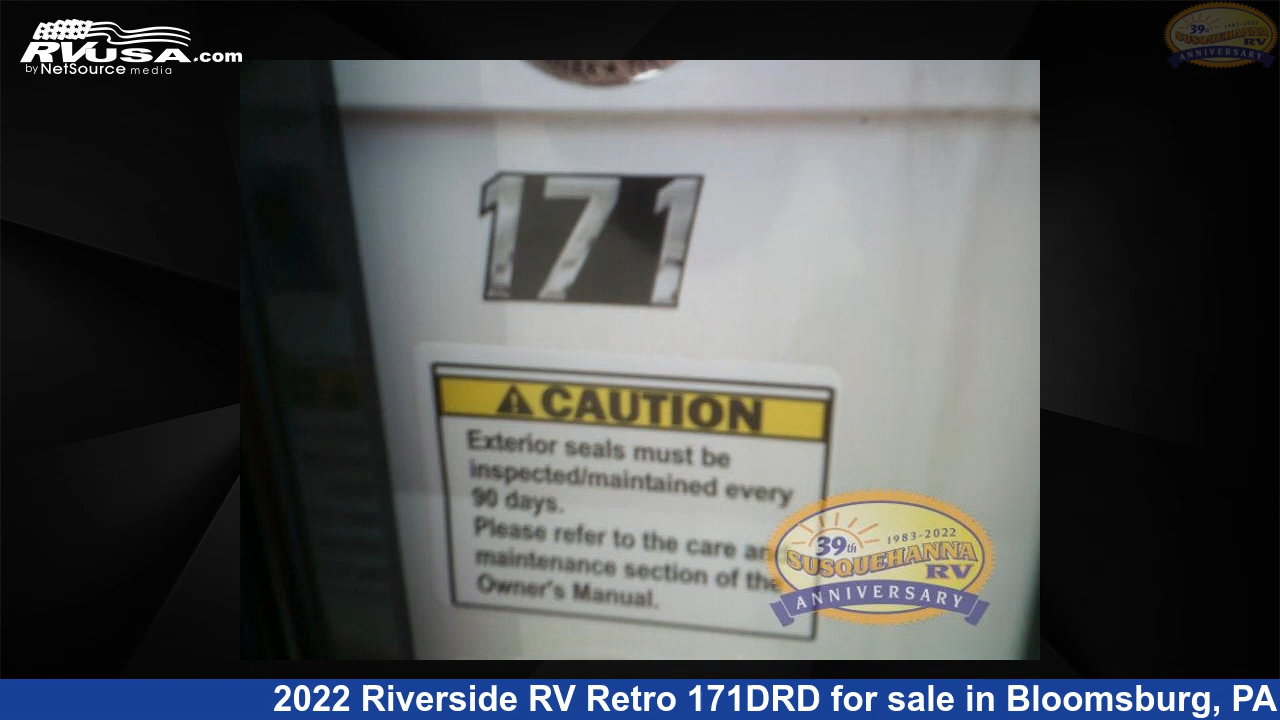 RVUSA.com
by NetSource media
39th 1983-2022
SUSQUEHANNA
RV
ANNIVERSARY
171
⚠CAUTION
Exterior seals must be
inspected/maintained every
90 days.
Please refer to the care an
maintenance section of the
Owner's Manual.
39th 1983-2022
SUSQUEHANNA
RV
ANNIVERSARY
2022 Riverside RV Retro 171DRD for sale in Bloomsburg, PA